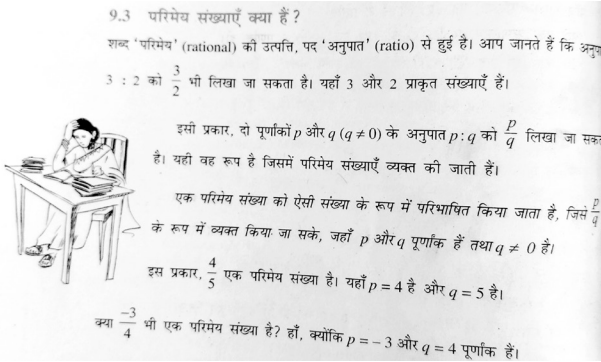 9.3 परिमेय संख्याएँ क्या हैं?
शब्द ‘परिमेय’ (rational) की उत्पत्ति, पद ‘अनुपात’ (ratio) से हुई है। आप जानते हैं कि
3 : 2 को 3/2 भी लिखा जा सकता है। यहाँ 3 और 2 प्राकृत संख्याएँ हैं।
इसी प्रकार, दो पूर्णांकों p और q (q ≠ 0) के अनुपात p : q को p/q लिखा जा
है। यही वह रूप है जिसमें परिमेय संख्याएँ व्यक्त की जाती हैं।
एक परिमेय संख्या को ऐसी संख्या के रूप में परिभाषित किया जाता है, जिसे p/q
के रूप में व्यक्त किया जा सके, जहाँ p और q पूर्णांक हैं तथा q ≠ 0 है।
इस प्रकार, 4/5 एक परिमेय संख्या है। यहाँ p = 4 है और q = 5 है।
क्या -3/4 भी एक परिमेय संख्या है? हाँ, क्योंकि p = – 3 और q = 4 पूर्णांक हैं।